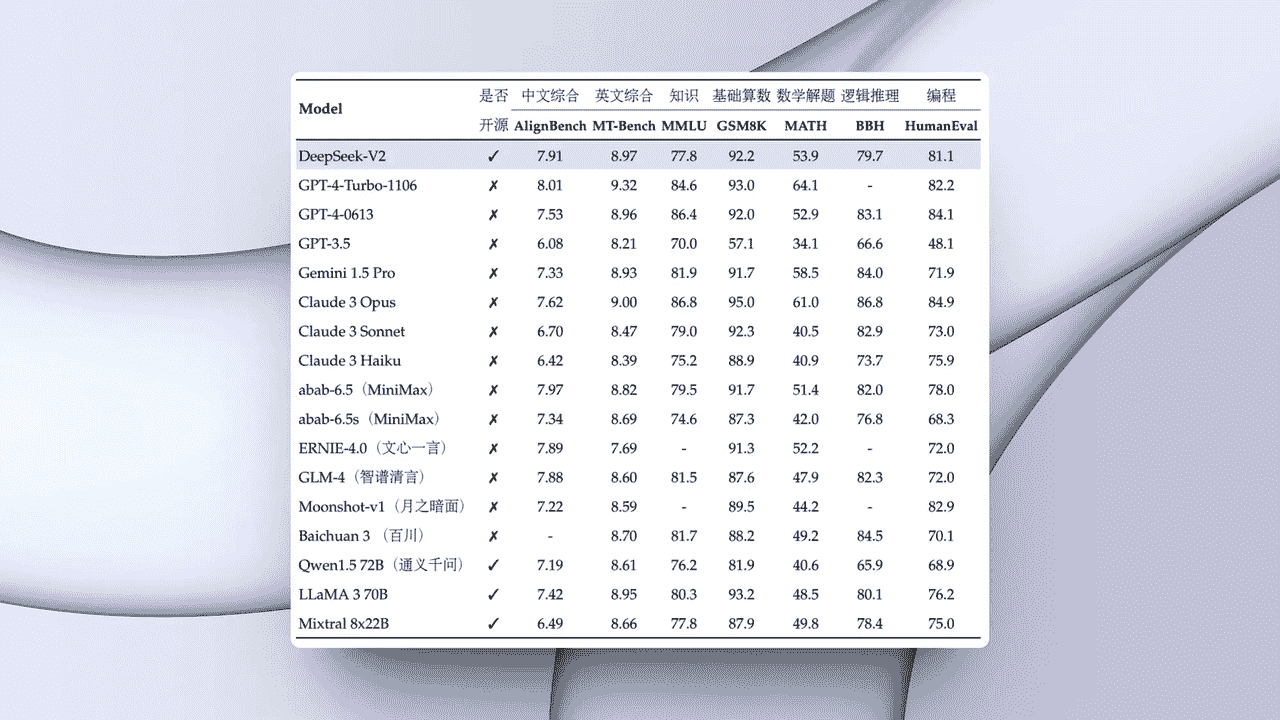 Model 是否 中文综合 英文综合 知识 基础算数 数学解题 逻辑推理 编程
开源 AlignBench MT-Bench MMLU GSM8K MATH BBH HumanEval
DeepSeek-V2 ✓ 7.91 8.97 77.8 92.2 53.9 79.7 81.1
GPT-4-Turbo-1106 ✗ 8.01 9.32 84.6 93.0 64.1 - 82.2
GPT-4-0613 ✗ 7.53 8.96 86.4 92.0 52.9 83.1 84.1
GPT-3.5 ✗ 6.08 8.21 70.0 57.1 34.1 66.6 48.1
Gemini 1.5 Pro ✗ 7.33 8.93 81.9 91.7 58.5 84.0 71.9
Claude 3 Opus ✗ 7.62 9.00 86.8 95.0 61.0 86.8 84.9
Claude 3 Sonnet ✗ 6.70 8.47 79.0 92.3 40.5 82.9 73.0
Claude 3 Haiku ✗ 6.42 8.39 75.2 88.9 40.9 73.7 75.9
abab-6.5（MiniMax） ✗ 7.97 8.82 79.5 91.7 51.4 82.0 78.0
abab-6.5s（MiniMax） ✗ 7.34 8.69 74.6 87.3 42.0 76.8 68.3
ERNIE-4.0（文心一言） ✗ 7.89 7.69 - 91.3 52.2 - 72.0
GLM-4（智谱清言） ✗ 7.88 8.60 81.5 87.6 47.9 82.3 72.0
Moonshot-v1（月之暗面） ✗ 7.22 8.59 - 89.5 44.2 - 82.9
Baichuan 3 （百川） ✗ - 8.70 81.7 88.2 49.2 84.5 70.1
Qwen1.5 72B（通义千问） ✓ 7.19 8.61 76.2 81.9 40.6 65.9 68.9
LLaMA 3 70B ✓ 7.42 8.95 80.3 93.2 48.5 80.1 76.2
Mixtral 8x22B ✓ 6.49 8.66 77.8 87.9 49.8 78.4 75.0